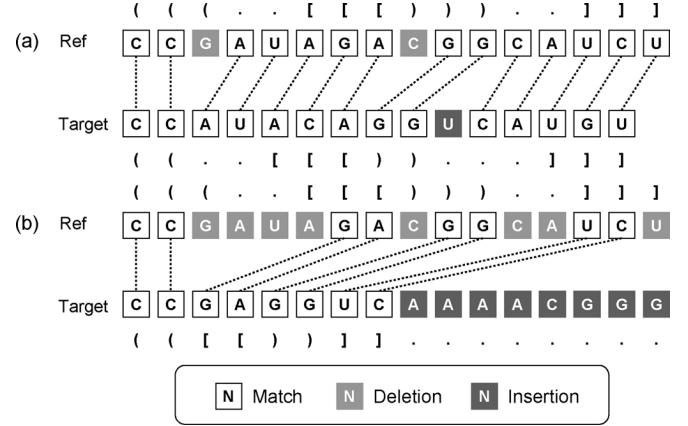 ( ( ( . . [ [ [ ) ) ) . . ] ] ]
(a) Ref C C G A U A G A C G G C A U C U
Target C C A U A C A G G U C A U G U
( ( . . [ [ [ ) ) . . . ] ] ]
( ( ( . . [ [ [ ) ) ) . . ] ] ]
(b) Ref C C G A U A G A C G G C A U C U
Target C C G A G G U C A A A A C G G G
( ( [ [ ) ) ] ] . . . . . . . .
N Match N Deletion N Insertion